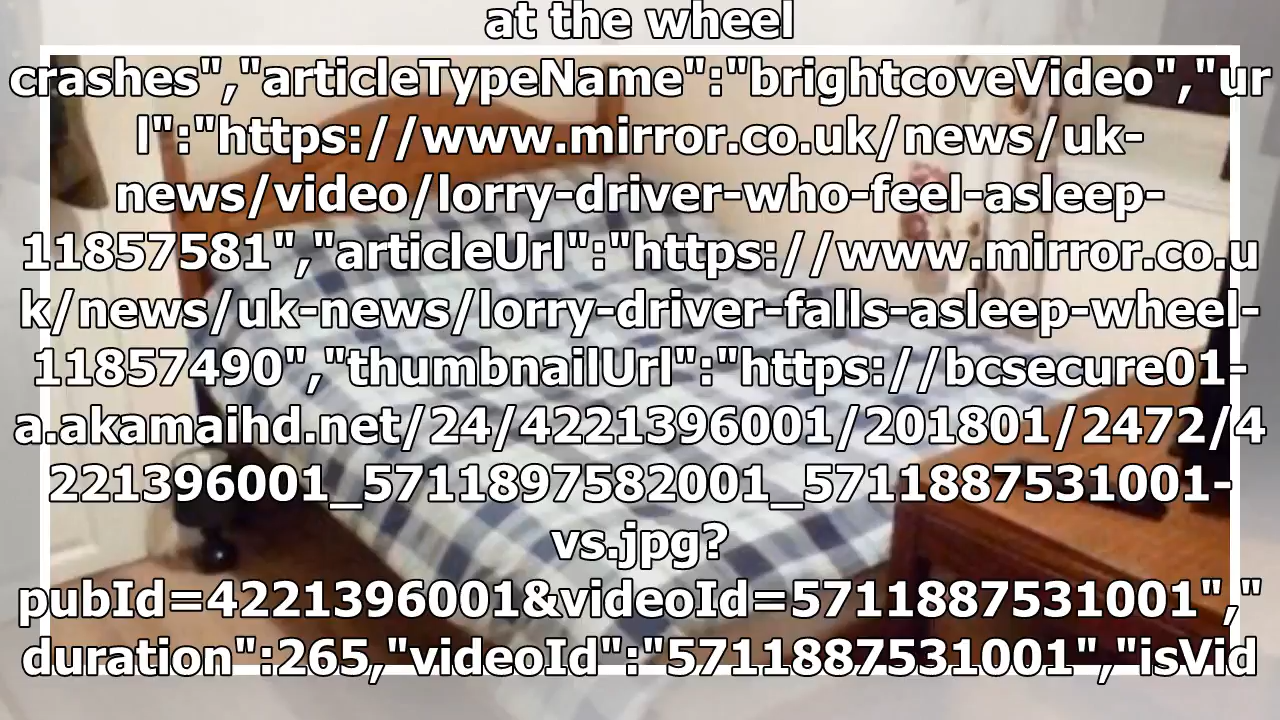 at the wheel
crashes","articleTypeName":"brightcoveVideo","ur
l":"https://www.mirror.co.uk/news/uk-
news/video/lorry-driver-who-feel-asleep-
11857581","articleUrl":"https://www.mirror.co.u
k/news/uk-news/lorry-driver-falls-asleep-wheel-
11857490","thumbnailUrl":"https://bcsecure01-
a.akamaihd.net/24/4221396001/201801/2472/4
221396001_5711897582001_5711887531001-
vs.jpg?
pubId=4221396001&videoId=5711887531001","
duration":265,"videoId":"5711887531001","isVid